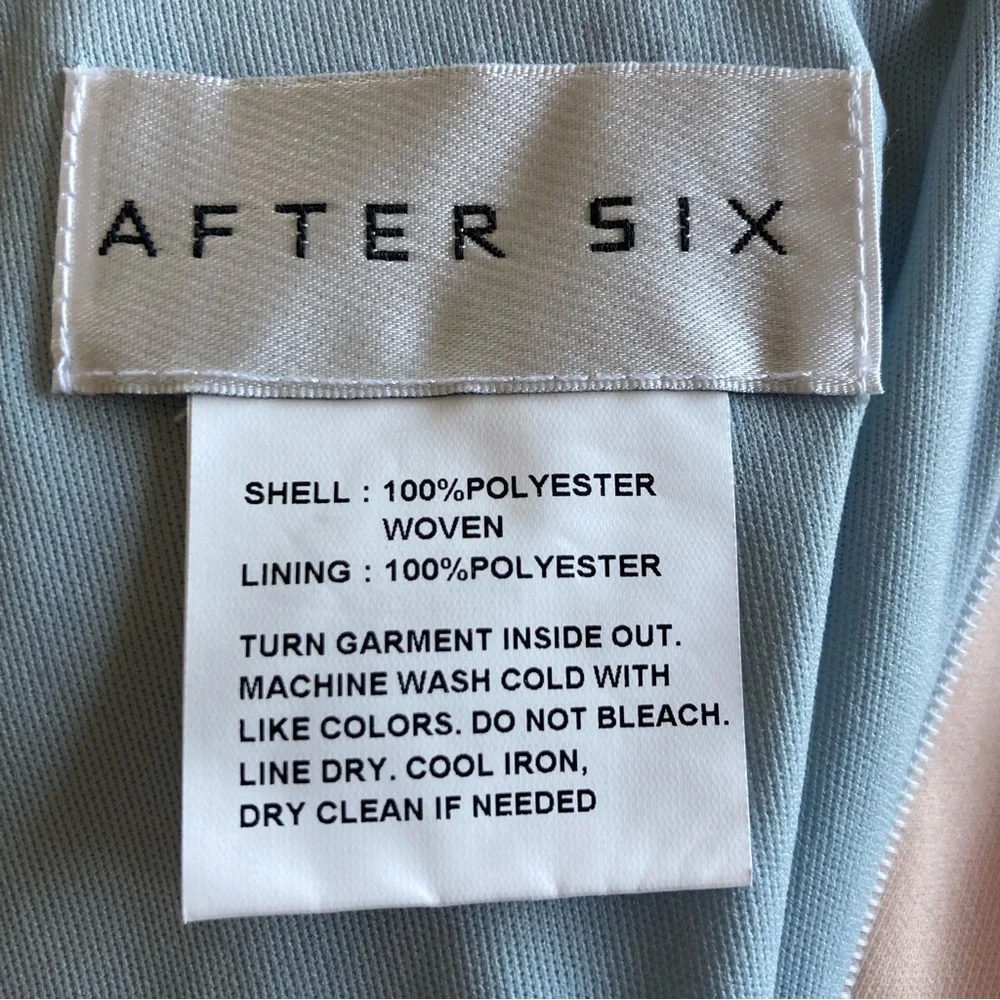 AFTER SIX
SHELL : 100%POLYESTER
WOVEN
LINING : 100%POLYESTER
TURN GARMENT INSIDE OUT.
MACHINE WASH COLD WITH
LIKE COLORS. DO NOT BLEACH.
LINE DRY. COOL IRON,
DRY CLEAN IF NEEDED